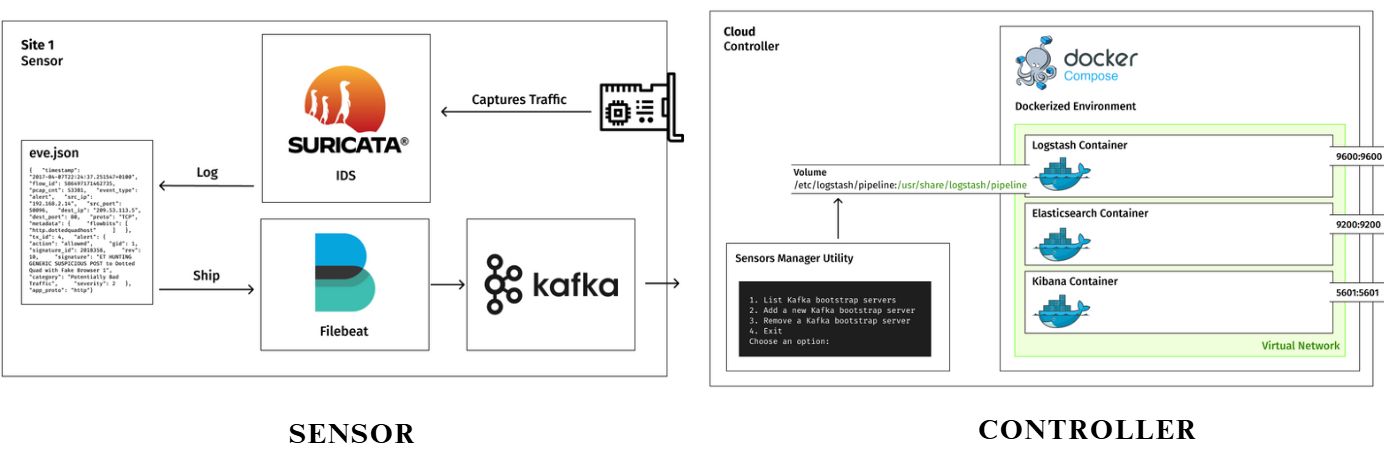 Site 1
Sensor
SURICATA®
IDS
Captures Traffic
Log
eve.json
{ "timestamp":
"2017-04-07T22:24:37.251547+0100",
"flow_id": 586497171462735,
"pcap_cnt": 53381, "event_type":
"alert", "src_ip":
"192.168.2.14", "src_port":
50096, "dest_ip": "209.53.113.5",
"dest_port": 80, "proto": "TCP",
"metadata": { "flowbits": [
"http.dottedquadhost" ] },
"tx_id": 4, "alert": {
"action": "allowed", "gid": 1,
"signature_id": 2018358, "rev":
10, "signature": "ET HUNTING
GENERIC SUSPICIOUS POST to Dotted
Quad with Fake Browser 1",
"category": "Potentially Bad
Traffic", "severity": 2 },
"app_proto": "http"}
Ship
Filebeat
kafka
SENSOR
Cloud
Controller
docker
Compose
Dockerized Environment
Logstash Container
9600:9600
Volume
/etc/logstash/pipeline:/usr/share/logstash/pipeline
Elasticsearch Container
9200:9200
Kibana Container
5601:5601
Virtual Network
Sensors Manager Utility
1. List Kafka bootstrap servers
2. Add a new Kafka bootstrap server
3. Remove a Kafka bootstrap server
4. Exit
Choose an option:
CONTROLLER